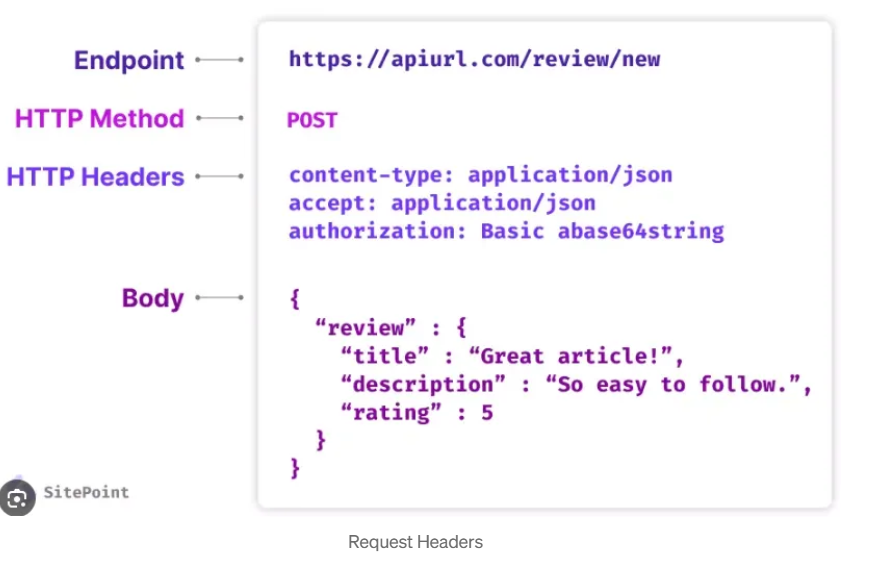 Endpoint https://apiurl.com/review/new
HTTP Method POST
HTTP Headers content-type: application/json
accept: application/json
authorization: Basic abase64string
Body {
“review” : {
“title” : “Great article!”,
“description” : “So easy to follow.”,
“rating” : 5
}
}
SitePoint
Request Headers